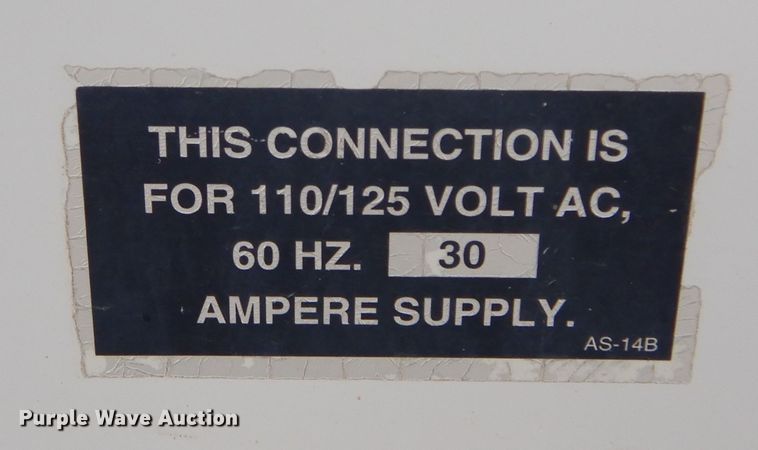 THIS CONNECTION IS
FOR 110/125 VOLT AC,
60 HZ. 30
AMPERE SUPPLY.
AS-14B
Purple Wave Auction